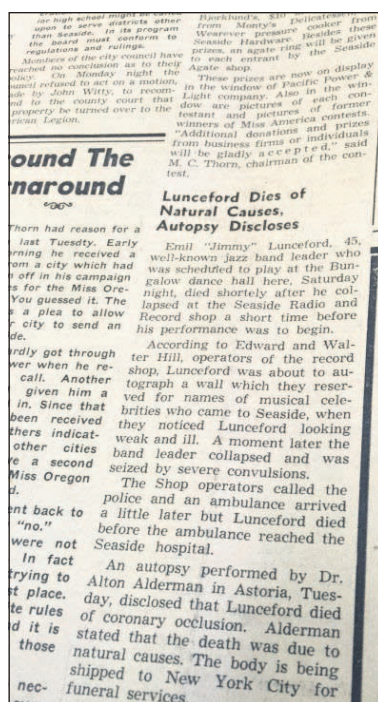 ior high school might be called
upon to serve districts other
than Seaside. In its program
the board must conform to
regulations and rulings.
Members of the city council have
reached no conclusion as to their
policy. On Monday night the
council refused to act on a motion,
made by John Witty, to recom-
nd to the county court that
property be turned over to the
rican Legion.
ound The
rnaround
Thorn had reason for a
last Tuesdty. Early
rning he received a
rom a city which had
n off in his campaign
s for the Miss Ore-
You guessed it. The
s a plea to allow
r city to send an
de.
ardly got through
wer when he re-
call. Another
given him a
in. Since that
been received
thers indicat-
other cities
ve a second
Miss Oregon
d.
ent back to
"no."
were not
In fact
trying to
st place.
te rules
d it is
those
nec-
Bjorklund's, $10
from Monty's Delicatessen,
Wearever pressure cooker from
Seaside Hardware. Besides these
prizes, an agate ring will be given
to each entrant by the Seaside
Agate shop.
These prizes are now on display
in the window of Pacific Power &
Light company. Also in the win-
dow are pictures of each con-
testant and pictures of former
winners of Miss America contests.
"Additional donations and prizes
from business firms or individuals
will be gladly accepted," said
M. C. Thorn, chairman of the con-
test.
Lunceford Dies of
Natural Causes,
Autopsy Discloses
Emil "Jimmy" Lunceford, 45,
well-known jazz band leader who
was scheduled to play at the Bun-
galow dance hall here, Saturday
night, died shortely after he col-
lapsed at the Seaside Radio and
Record shop a short time before
his performance was to begin.
According to Edward and Wal-
ter Hill, operators of the record
shop, Lunceford was about to au-
tograph a wall which they reser-
ved for names of musical cele-
brities who came to Seaside, when
they noticed Lunceford looking
weak and ill. A moment later the
band leader collapsed and was
seized by severe convulsions.
The Shop operators called the
police and an ambulance arrived
a little later but Lunceford died
before the ambulance reached the
Seaside hospital.
An autopsy performed by Dr.
Alton Alderman in Astoria, Tues-
day, disclosed that Lunceford died
of coronary occlusion. Alderman
stated that the death was due to
natural causes. The body is being
shipped to New York City for
funeral services.